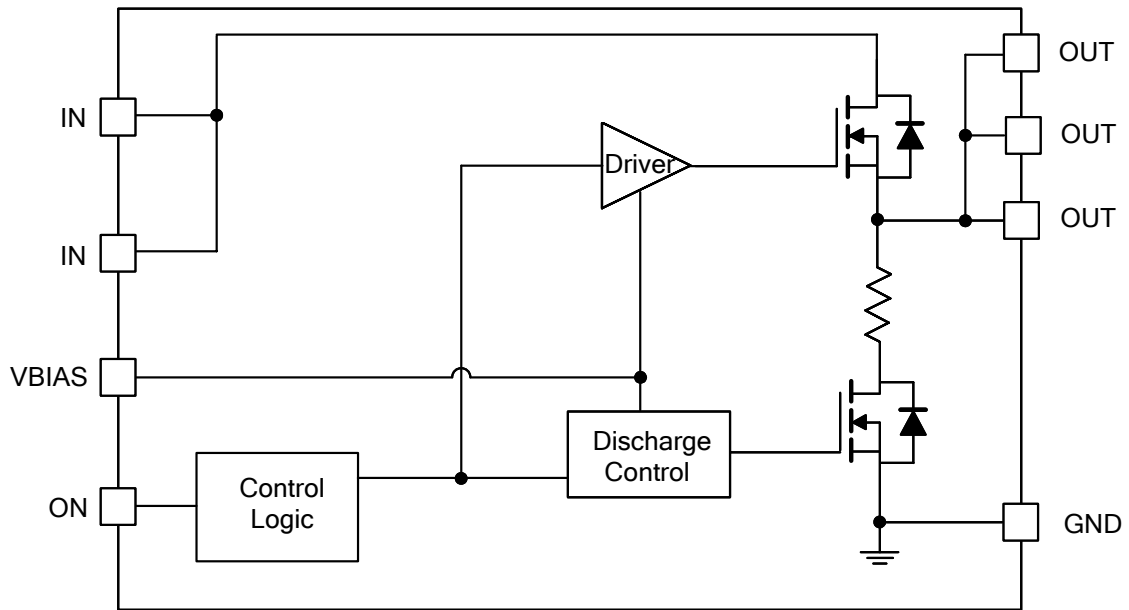 OUT
IN
OUT
Driver
OUT
IN
VBIAS
Discharge
Control
Control
Logic
ON
GND